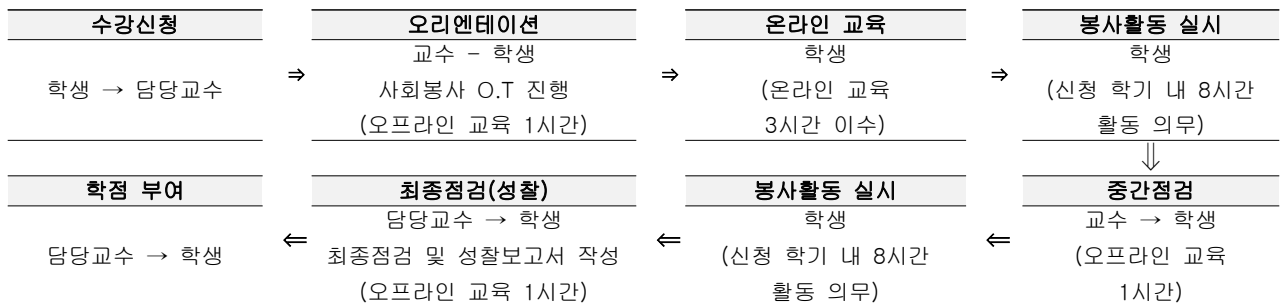 수강신청
학생 → 담당교수
⇒
오리엔테이션
교수 – 학생
사회봉사 O.T 진행
(오프라인 교육 1시간)
⇒
온라인 교육
학생
(온라인 교육
3시간 이수)
⇒
봉사활동 실시
학생
(신청 학기 내 8시간
활동 의무)
⇓
중간점검
교수 → 학생
(오프라인 교육
1시간)
⇐
봉사활동 실시
학생
(신청 학기 내 8시간
활동 의무)
⇐
최종점검(성찰)
담당교수 → 학생
최종점검 및 성찰보고서 작성
(오프라인 교육 1시간)
⇐
학점 부여
담당교수 → 학생